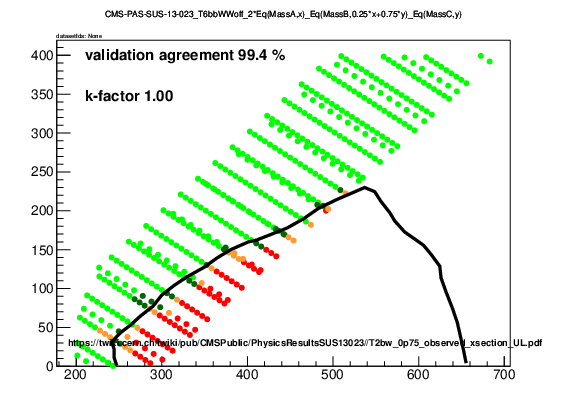 CMS-PAS-SUS-13-023_T6bbWWoff_2*Eq(MassA,x)_Eq(MassB,0.25*x+0.75*y)_Eq(MassC,y)
datasetIds: None
validation agreement 99.4 %
k-factor 1.00
400
350
300
250
200
150
100
50
0
https://twiki.cern.ch/twiki/pub/CMSPublic/PhysicsResultsSUS13023//T2bw_0p75_observed_xsection_UL.pdf
200 300 400 500 600 700